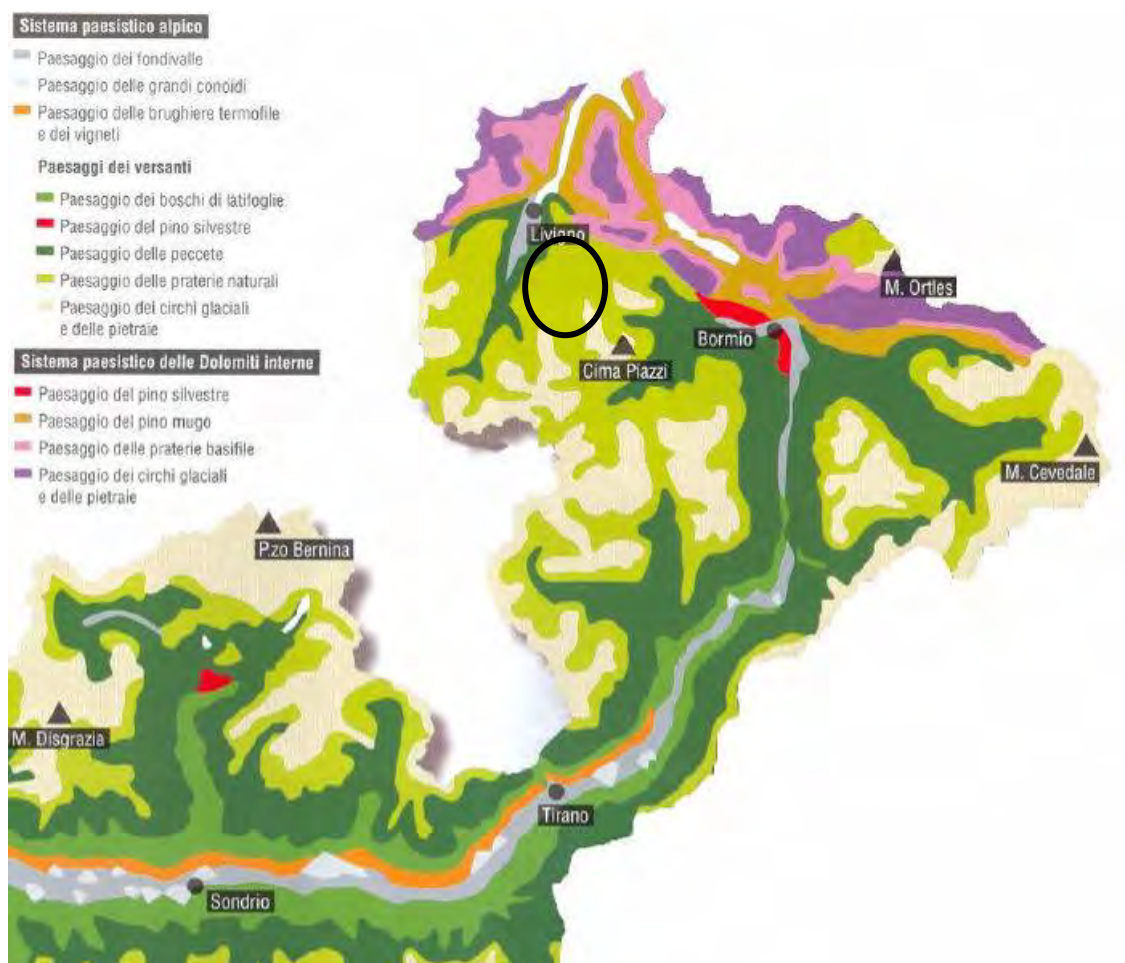 Sistema paesistico alpico
Paesaggio dei fondivalle
Paesaggio delle grandi conoidi
Paesaggio delle brughiere termofile
e dei vigneti
Paesaggi dei versanti
Paesaggio dei boschi di latifoglie
Paesaggio del pino silvestre
Paesaggio delle peccete
Paesaggio delle praterie naturali
Paesaggio dei circhi glaciali
e delle pietraie
Sistema paesistico delle Dolomiti interne
Paesaggio del pino silvestre
Paesaggio del pino mugo
Paesaggio delle praterie basifile
Paesaggio dei circhi glaciali
e delle pietraie
Livigno
M. Ortles
Bormio
Cima Piazzi
M. Cevedale
P.zo Bernina
M. Disgrazia
Tirano
Sondrio